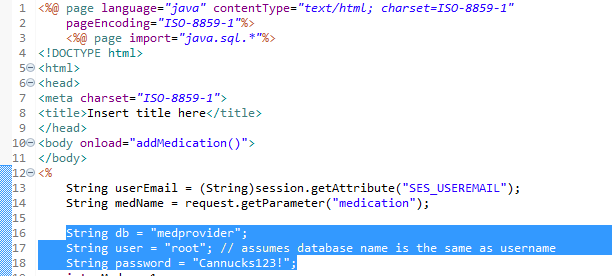 1 <%@ page language="java" contentType="text/html; charset=ISO-8859-1"
2 pageEncoding="ISO-8859-1"%>
3 <%@ page import="java.sql.*"%>
4 <!DOCTYPE html>
5 <html>
6 <head>
7 <meta charset="ISO-8859-1">
8 <title>Insert title here</title>
9 </head>
10 <body onload="addMedication()">
11 </body>
12 <%
13 String userEmail = (String)session.getAttribute("SES_USEREMAIL");
14 String medName = request.getParameter("medication");
15
16 String db = "medprovider";
17 String user = "root"; // assumes database name is the same as username
18 String password = "Cannucks123!";